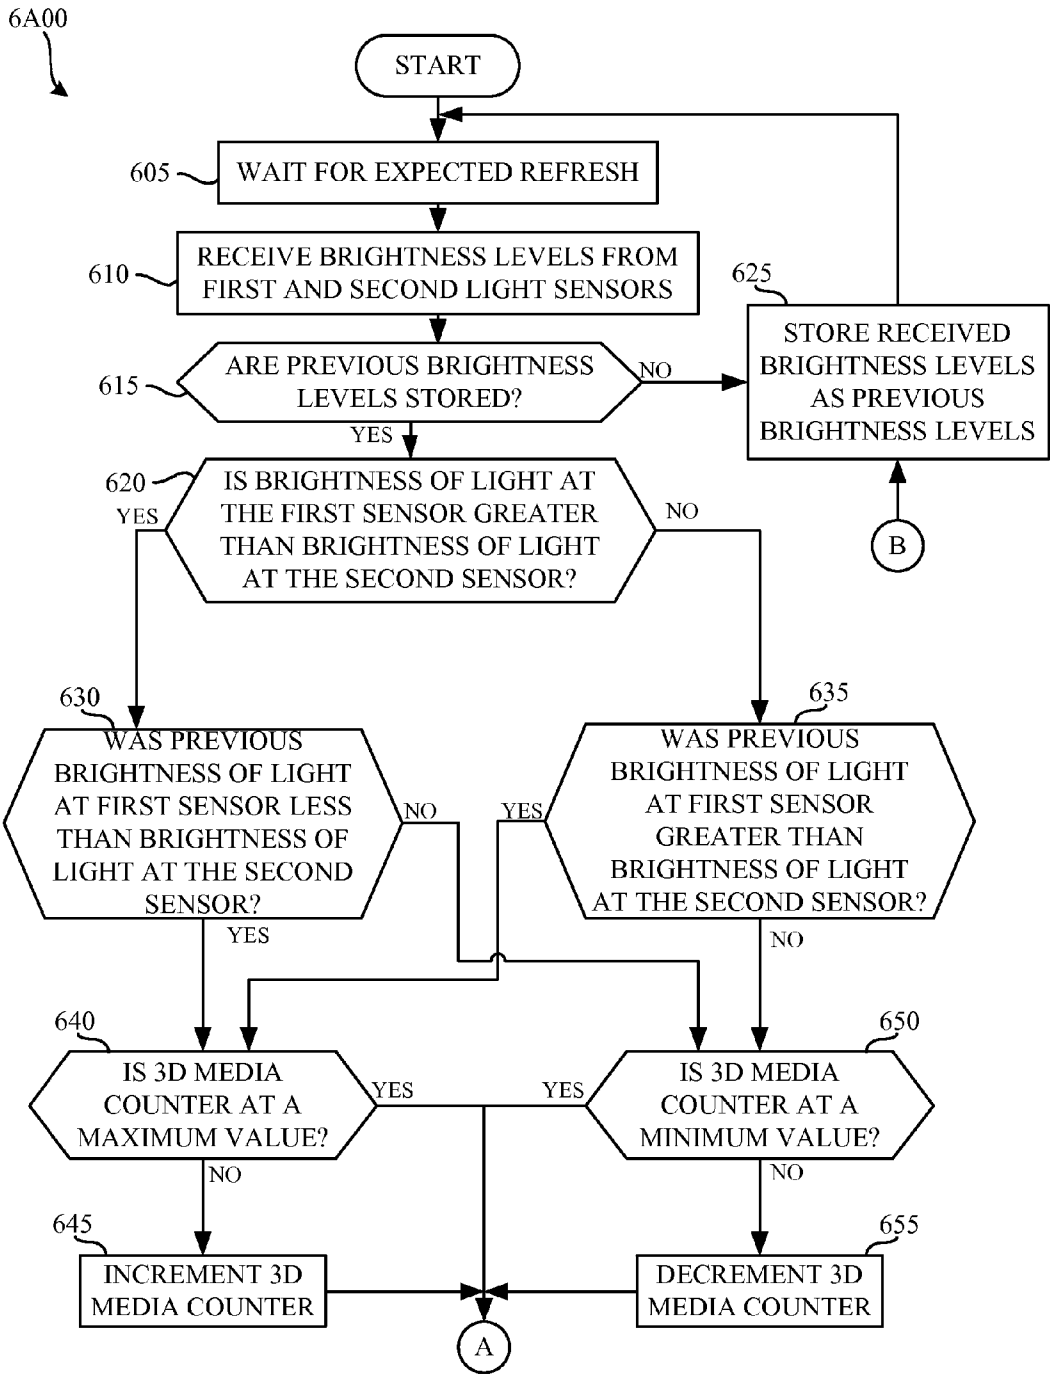 6A00
START
605
WAIT FOR EXPECTED REFRESH
610
RECEIVE BRIGHTNESS LEVELS FROM
FIRST AND SECOND LIGHT SENSORS
625
STORE RECEIVED
BRIGHTNESS LEVELS
AS PREVIOUS
BRIGHTNESS LEVELS
615
ARE PREVIOUS BRIGHTNESS
LEVELS STORED?
NO
YES
620
IS BRIGHTNESS OF LIGHT AT
THE FIRST SENSOR GREATER
THAN BRIGHTNESS OF LIGHT
AT THE SECOND SENSOR?
YES
NO
B
630
WAS PREVIOUS
BRIGHTNESS OF LIGHT
AT FIRST SENSOR LESS
THAN BRIGHTNESS OF
LIGHT AT THE SECOND
SENSOR?
NO
YES
635
WAS PREVIOUS
BRIGHTNESS OF LIGHT
AT FIRST SENSOR
GREATER THAN
BRIGHTNESS OF LIGHT
AT THE SECOND SENSOR?
YES
NO
640
IS 3D MEDIA
COUNTER AT A
MAXIMUM VALUE?
YES
NO
650
IS 3D MEDIA
COUNTER AT A
MINIMUM VALUE?
YES
NO
645
INCREMENT 3D
MEDIA COUNTER
655
DECREMENT 3D
MEDIA COUNTER
A